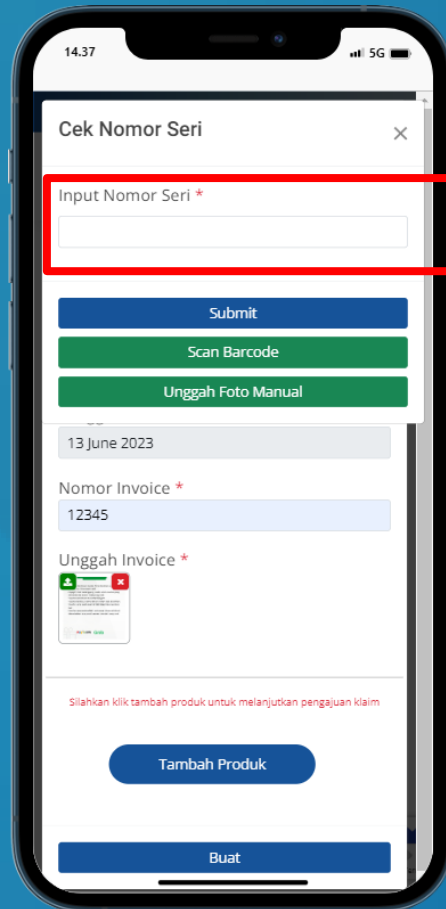 14.37
5G
Cek Nomor Seri
Input Nomor Seri *
Submit
Scan Barcode
Unggah Foto Manual
13 June 2023
Nomor Invoice *
12345
Unggah Invoice *
Silahkan klik tambah produk untuk melanjutkan pengajuan klaim
Tambah Produk
Buat